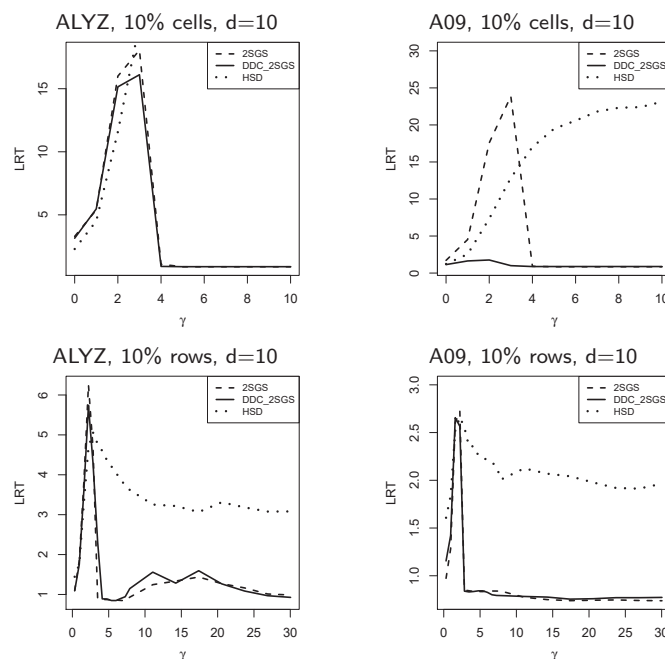 ALYZ, 10% cells, d=10
LRT
5
10
15
2SGS
DDC_2SGS
HSD
0 2 4 6 8 10
γ
A09, 10% cells, d=10
LRT
0
5
10
15
20
25
30
2SGS
DDC_2SGS
HSD
0 2 4 6 8 10
γ
ALYZ, 10% rows, d=10
LRT
1
2
3
4
5
6
2SGS
DDC_2SGS
HSD
0 5 10 15 20 25 30
γ
A09, 10% rows, d=10
LRT
1.0
1.5
2.0
2.5
3.0
2SGS
DDC_2SGS
HSD
0 5 10 15 20 25 30
γ